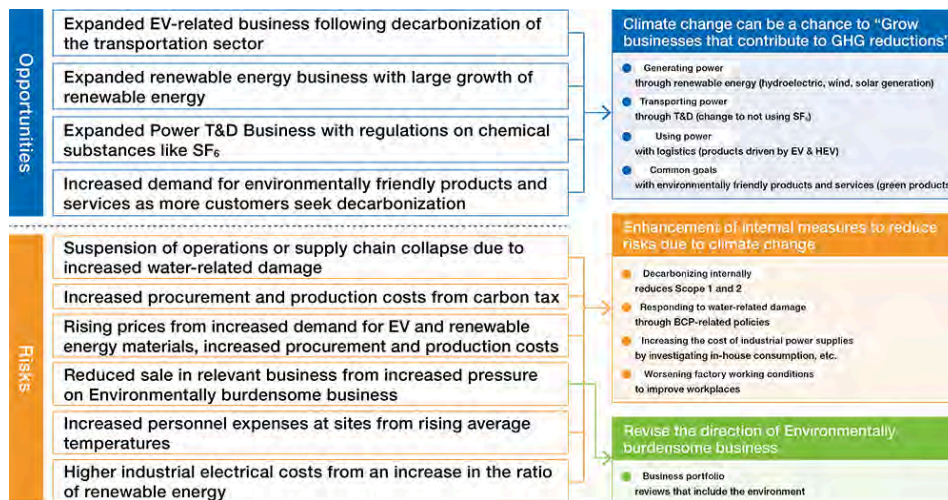 Opportunities
Expanded EV-related business following decarbonization of
the transportation sector
Expanded renewable energy business with large growth of
renewable energy
Expanded Power T&D Business with regulations on chemical
substances like SF₆
Increased demand for environmentally friendly products and
services as more customers seek decarbonization
Climate change can be a chance to “Grow
businesses that contribute to GHG reductions”
Generating power
through renewable energy (hydroelectric, wind, solar generation)
Transporting power
through T&D (change to not using SF₆)
Using power
with logistics (products driven by EV & HEV)
Common goals
with environmentally friendly products and services (green products
Risks
Suspension of operations or supply chain collapse due to
increased water-related damage
Increased procurement and production costs from carbon tax
Rising prices from increased demand for EV and renewable
energy materials, increased procurement and production costs
Reduced sale in relevant business from increased pressure
on Environmentally burdensome business
Increased personnel expenses at sites from rising average
temperatures
Higher industrial electrical costs from an increase in the ratio
of renewable energy
Enhancement of internal measures to reduce
risks due to climate change
Decarbonizing internally
reduces Scope 1 and 2
Responding to water-related damage
through BCP-related policies
Increasing the cost of industrial power supplies
by investigating in-house consumption, etc.
Worsening factory working conditions
to improve workplaces
Revise the direction of Environmentally
burdensome business
Business portfolio
reviews that include the environment